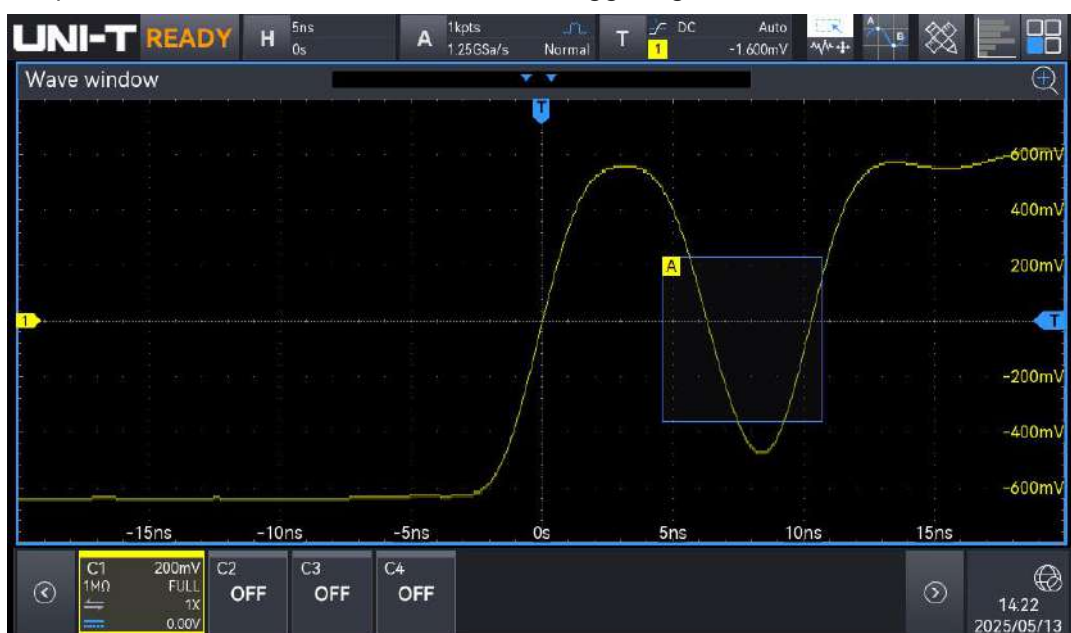 UNI-T READY H 5ns 0s A 1kpts 1.25GSa/s Normal T DC 1 Auto -1.600mV A B
Wave window
T
600mV
400mV
A 200mV
1 T
-200mV
-400mV
-600mV
-15ns -10ns -5ns 0s 5ns 10ns 15ns
C1 200mV C2 C3 C4
1MΩ FULL OFF OFF OFF
1X 14:22
0.00V 2025/05/13